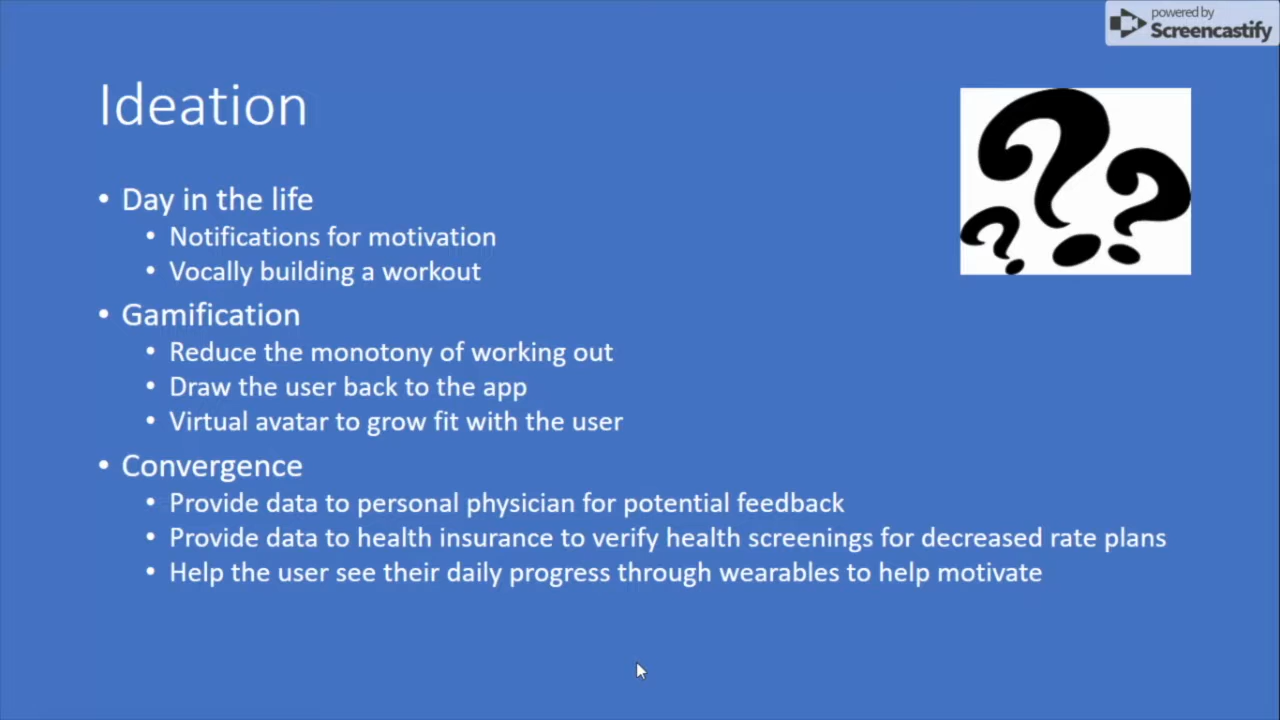 powered by
Screencastify
Ideation
• Day in the life
• Notifications for motivation
• Vocally building a workout
• Gamification
• Reduce the monotony of working out
• Draw the user back to the app
• Virtual avatar to grow fit with the user
• Convergence
• Provide data to personal physician for potential feedback
• Provide data to health insurance to verify health screenings for decreased rate plans
• Help the user see their daily progress through wearables to help motivate
???